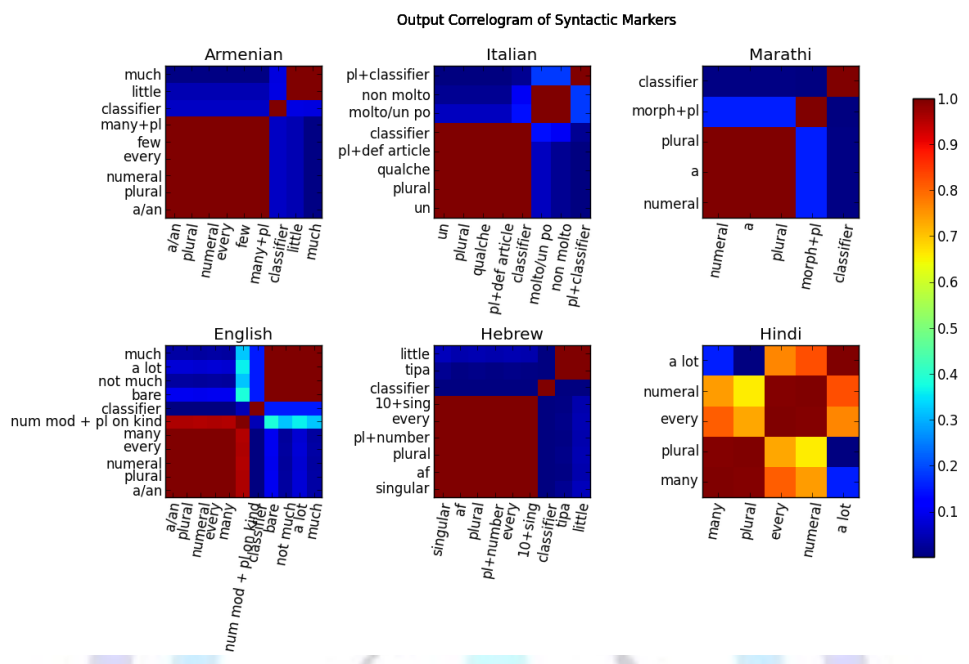 Output Correlogram of Syntactic Markers
Armenian
much
little
classifier
many+pl
few
every
numeral
plural
a/an
a/an
plural
numeral
every
few
many+pl
classifier
little
much
Italian
pl+classifier
non molto
molto/un po
classifier
pl+def article
qualche
plural
un
un
plural
qualche
pl+def article
classifier
molto/un po
non molto
pl+classifier
Marathi
classifier
morph+pl
plural
a
numeral
numeral
a
plural
morph+pl
classifier
English
much
a lot
not much
bare
classifier
num mod + pl on kind
many
every
numeral
plural
a/an
a/an
plural
numeral
every
many
num mod + pl on kind
classifier
bare
not much
a lot
much
Hebrew
little
tipa
classifier
10+sing
every
pl+number
plural
af
singular
singular
af
plural
pl+number
every
10+sing
classifier
tipa
little
Hindi
a lot
numeral
every
plural
many
many
plural
every
numeral
a lot
1.0
0.9
0.8
0.7
0.6
0.5
0.4
0.3
0.2
0.1